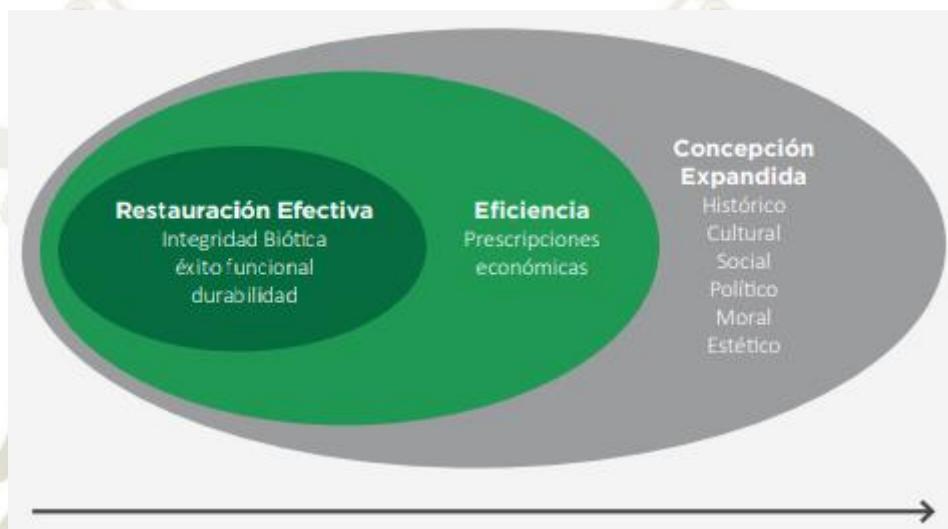 Restauración Efectiva
Integridad Biótica
éxito funcional
durabilidad
Eficiencia
Prescripciones
económicas
Concepción
Expandida
Histórico
Cultural
Social
Político
Moral
Estético